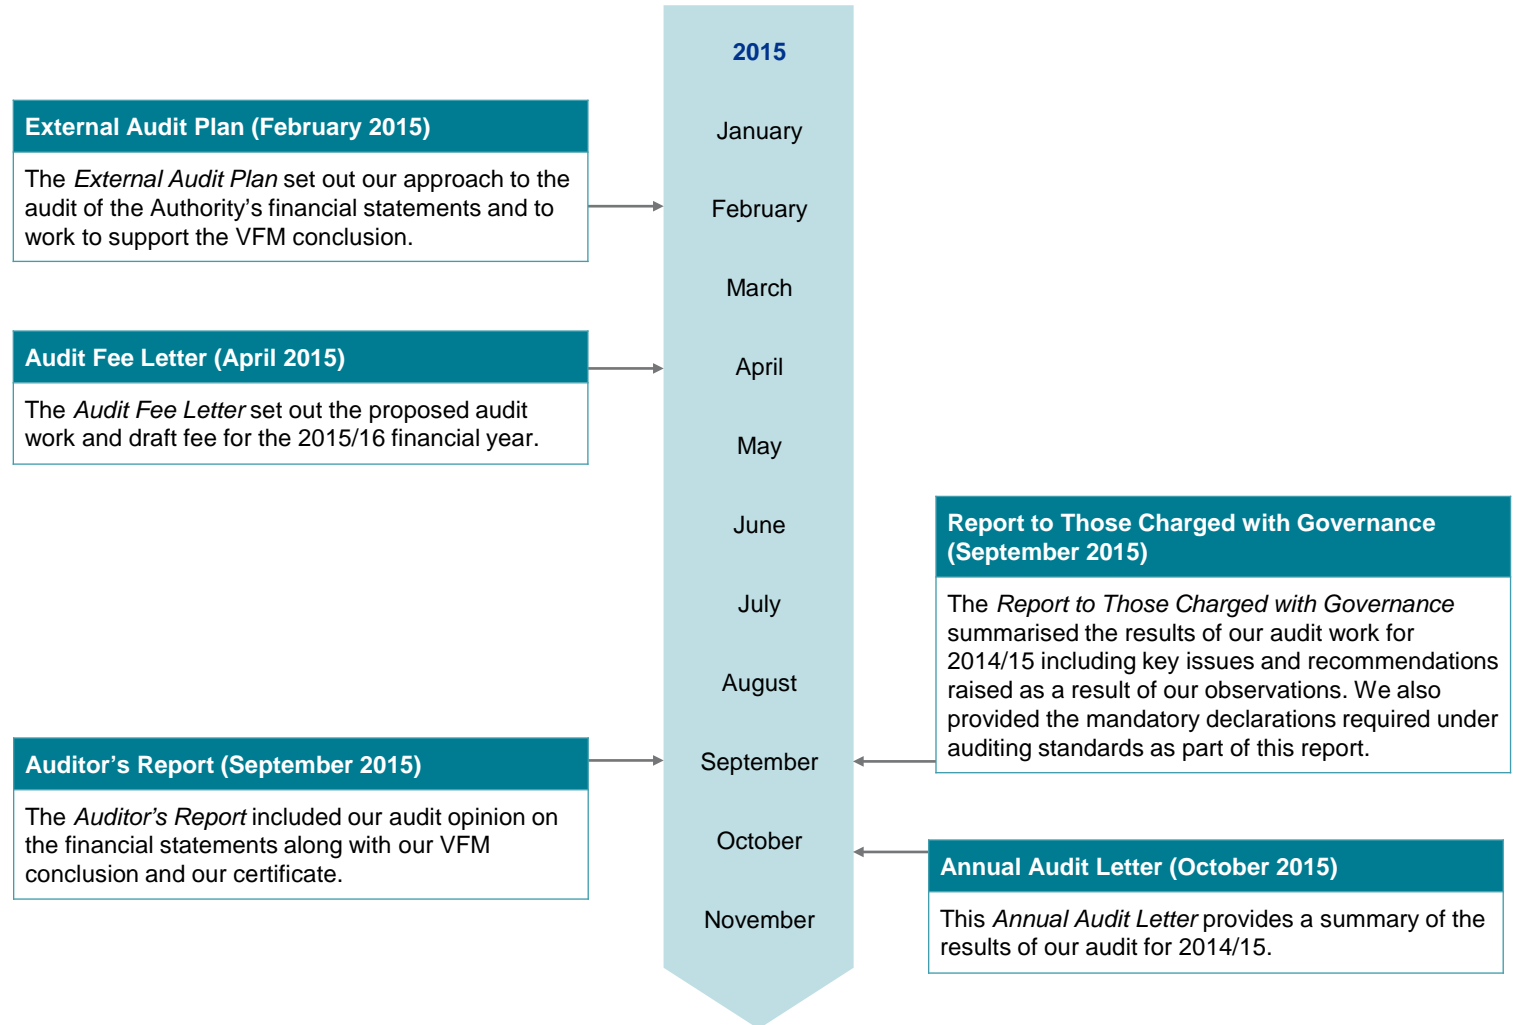 2015
January
February
March
April
May
June
July
August
September
October
November
External Audit Plan (February 2015)
The External Audit Plan set out our approach to the
audit of the Authority’s financial statements and to
work to support the VFM conclusion.
Audit Fee Letter (April 2015)
The Audit Fee Letter set out the proposed audit
work and draft fee for the 2015/16 financial year.
Auditor’s Report (September 2015)
The Auditor’s Report included our audit opinion on
the financial statements along with our VFM
conclusion and our certificate.
Report to Those Charged with Governance
(September 2015)
The Report to Those Charged with Governance
summarised the results of our audit work for
2014/15 including key issues and recommendations
raised as a result of our observations. We also
provided the mandatory declarations required under
auditing standards as part of this report.
Annual Audit Letter (October 2015)
This Annual Audit Letter provides a summary of the
results of our audit for 2014/15.